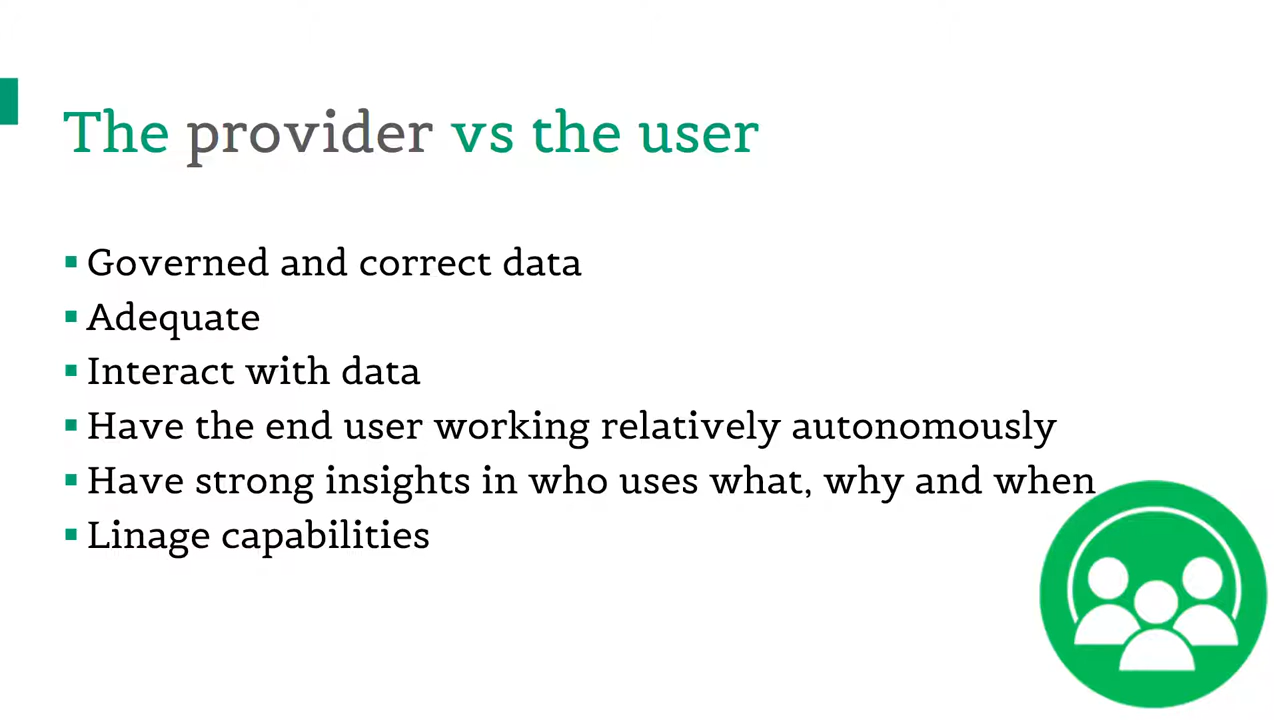 The provider vs the user
▪ Governed and correct data
▪ Adequate
▪ Interact with data
▪ Have the end user working relatively autonomously
▪ Have strong insights in who uses what, why and when
▪ Linage capabilities